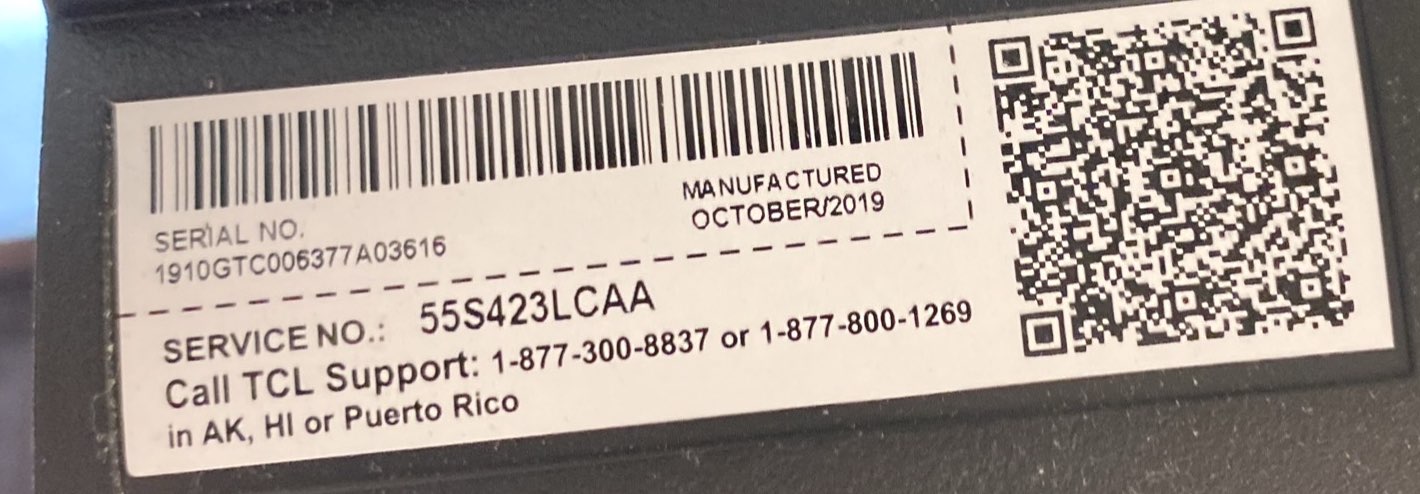 SERIAL NO.
1910GTC006377A03616
MANUFACTURED
OCTOBER/2019
SERVICE NO.: 55S423LCAA
Call TCL Support: 1-877-300-8837 or 1-877-800-1269
in AK, HI or Puerto Rico